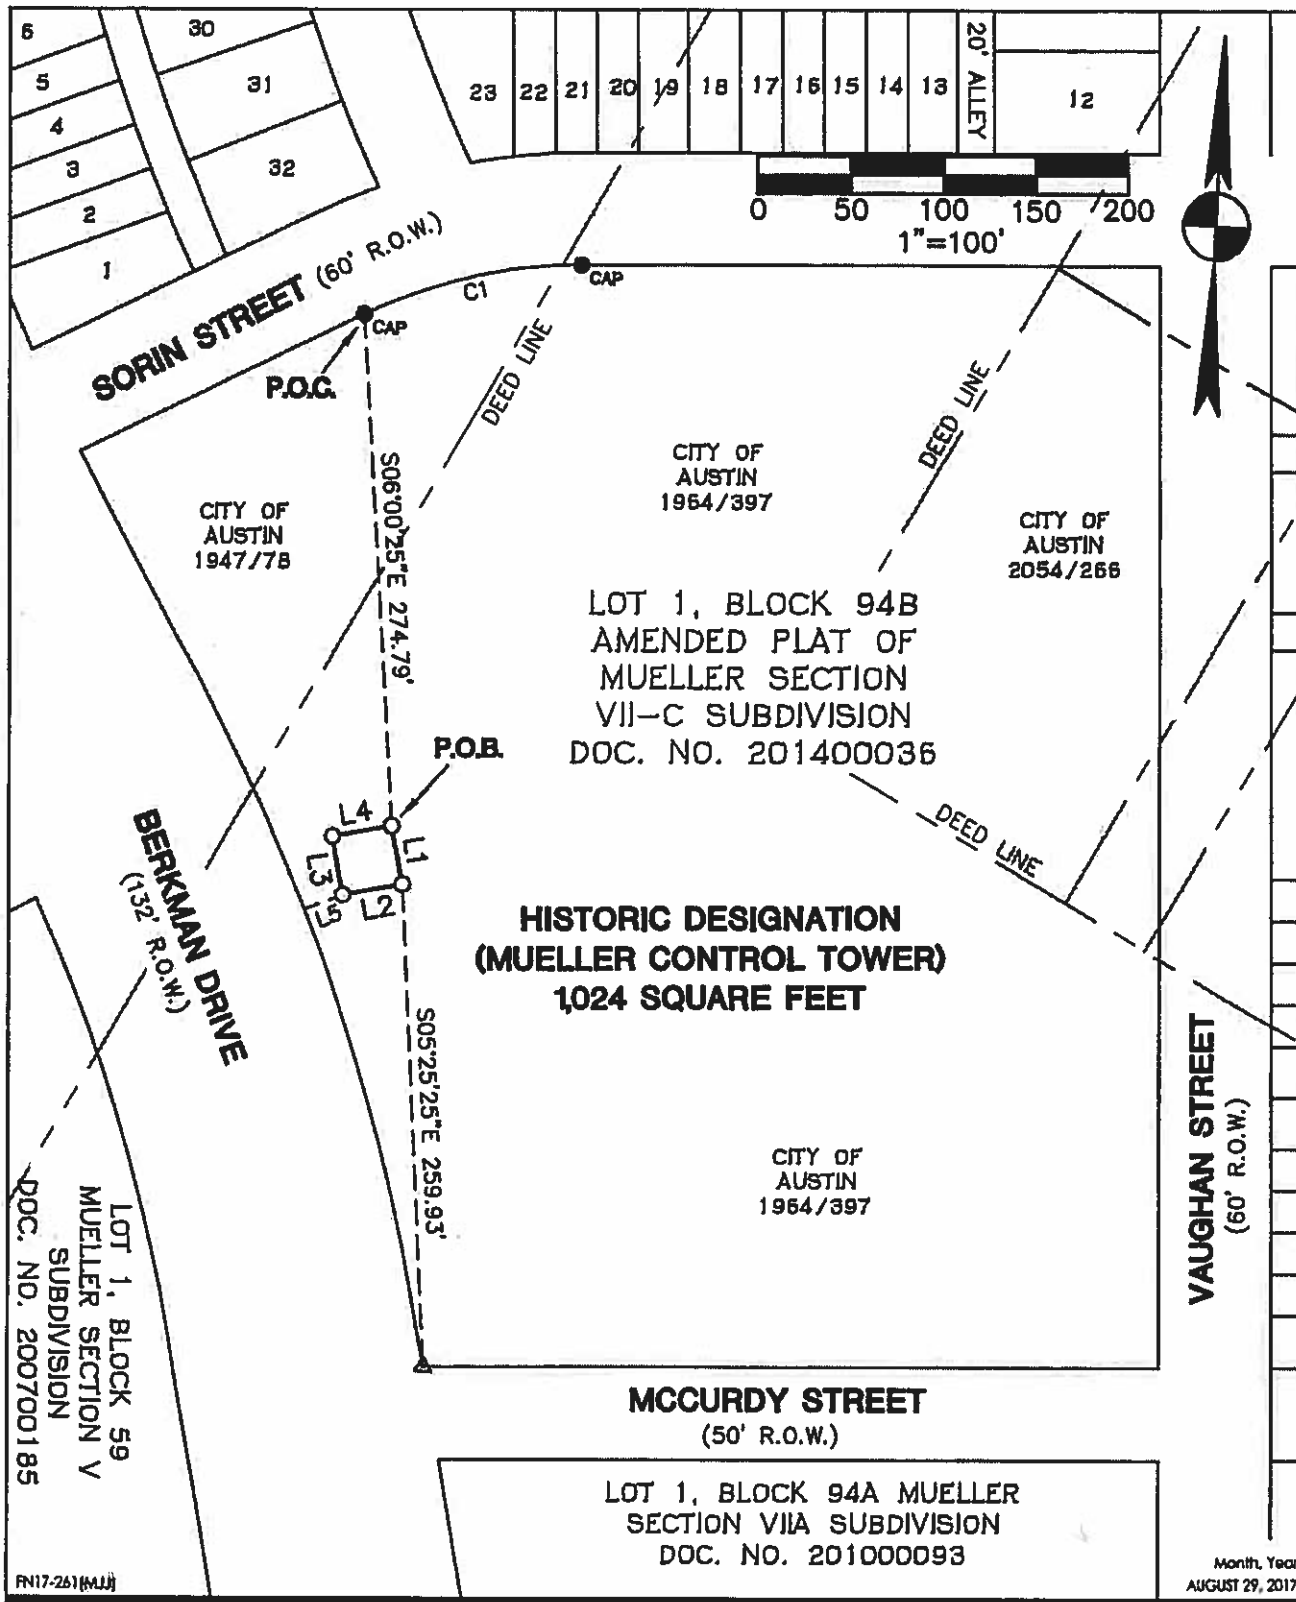 6
5
4
3
2
1
30
31
32
23
22
21
20
19
18
17
16
15
14
13
20' ALLEY
12
0 50 100 150 200
1"=100'
SORIN STREET (60' R.O.W.)
C1
CAP
CAP
P.O.C.
DEED LINE
DEED LINE
CITY OF
AUSTIN
1947/78
S06°00'25"E 274.79'
CITY OF
AUSTIN
1964/397
CITY OF
AUSTIN
2054/266
LOT 1, BLOCK 94B
AMENDED PLAT OF
MUELLER SECTION
VII-C SUBDIVISION
DOC. NO. 201400036
P.O.B.
L4
L1
L3
L2
L5
DEED LINE
BERKMAN DRIVE
(132' R.O.W.)
HISTORIC DESIGNATION
(MUELLER CONTROL TOWER)
1,024 SQUARE FEET
S05°25'25"E 259.93'
CITY OF
AUSTIN
1964/397
VAUGHAN STREET
(60' R.O.W.)
LOT 1, BLOCK 59
MUELLER SECTION V
SUBDIVISION
DOC. NO. 200700185
MCCURDY STREET
(50' R.O.W.)
LOT 1, BLOCK 94A MUELLER
SECTION VIIA SUBDIVISION
DOC. NO. 201000093
FN17-261(MJJ)
Month, Year
AUGUST 29, 2017